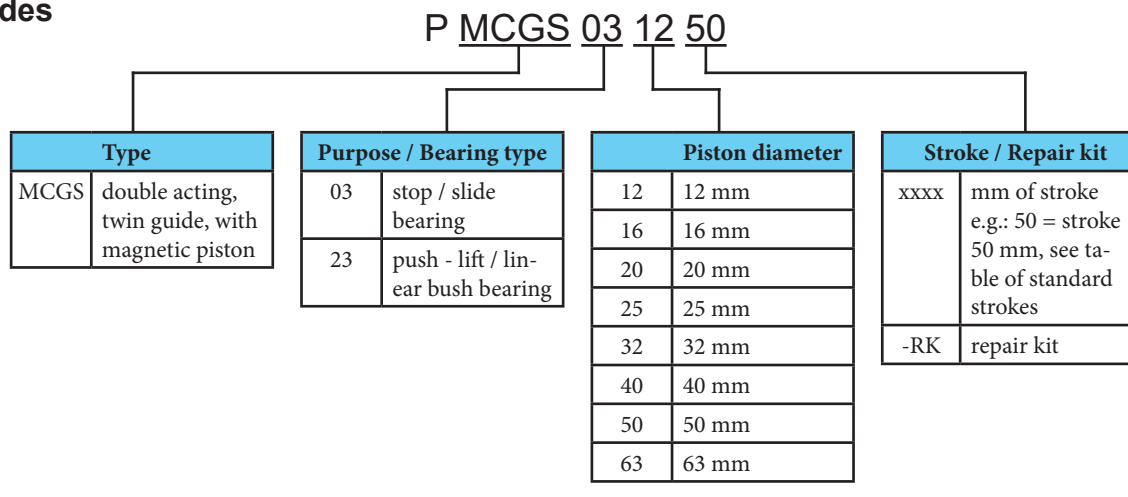 des
P MCGS 03 12 50
Type
MCGS double acting,
twin guide, with
magnetic piston
Purpose / Bearing type
03 stop / slide
bearing
23 push - lift / lin-
ear bush bearing
Piston diameter
12 12 mm
16 16 mm
20 20 mm
25 25 mm
32 32 mm
40 40 mm
50 50 mm
63 63 mm
Stroke / Repair kit
xxxx mm of stroke
e.g.: 50 = stroke
50 mm, see ta-
ble of standard
strokes
-RK repair kit